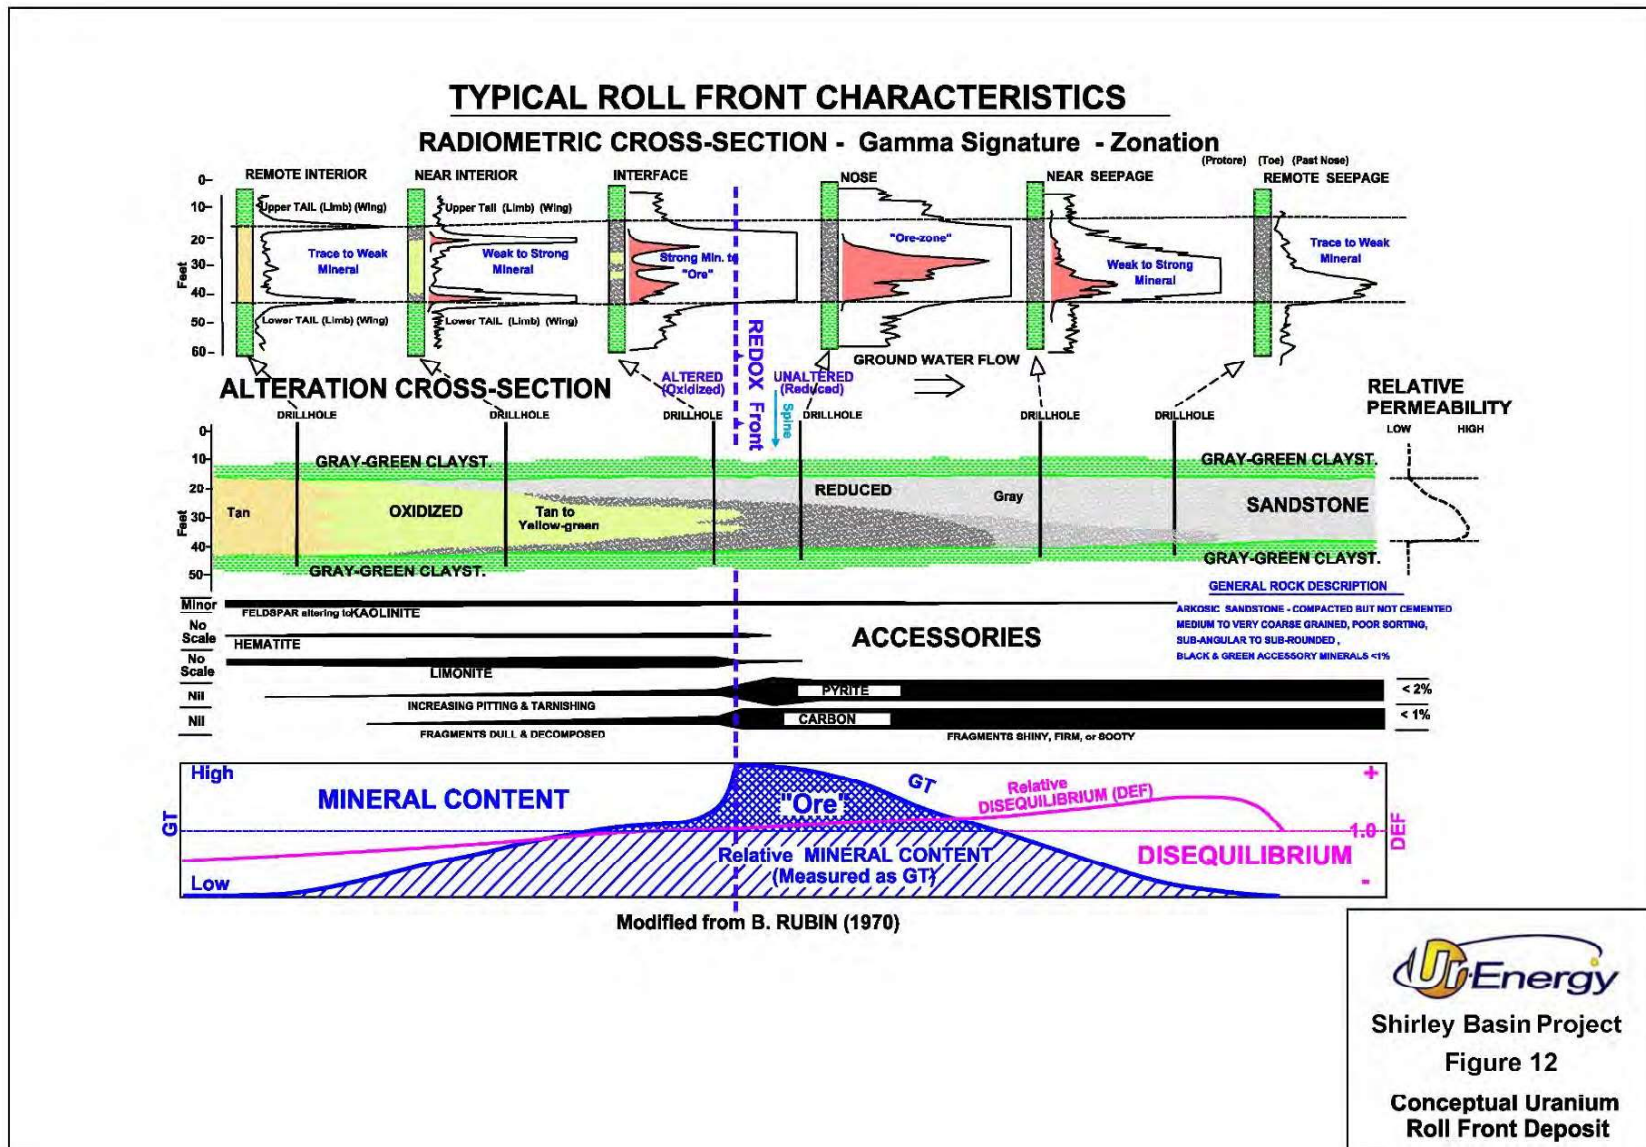 TYPICAL ROLL FRONT CHARACTERISTICS
RADIOMETRIC CROSS-SECTION - Gamma Signature - Zonation
(Protore) (Toe) (Past Nose)
REMOTE INTERIOR
NEAR INTERIOR
INTERFACE
NOSE
NEAR SEEPAGE
REMOTE SEEPAGE
0
10
20
30
40
50
60
Feet
Upper TAIL (Limb) (Wing)
Trace to Weak
Mineral
Lower TAIL (Limb) (Wing)
Upper Tail (Limb) (Wing)
Weak to Strong
Mineral
Lower TAIL (Limb) (Wing)
Strong Min. to
"Ore"
"Ore-zone"
Weak to Strong
Mineral
Trace to Weak
Mineral
REDOX Front
GROUND WATER FLOW
ALTERED
(Oxidized)
UNALTERED
(Reduced)
Spine
ALTERATION CROSS-SECTION
RELATIVE
PERMEABILITY
LOW HIGH
DRILLHOLE
DRILLHOLE
DRILLHOLE
DRILLHOLE
DRILLHOLE
DRILLHOLE
0
10
20
30
40
50
Feet
GRAY-GREEN CLAYST.
GRAY-GREEN CLAYST.
Tan
OXIDIZED
Tan to
Yellow-green
REDUCED
Gray
SANDSTONE
GRAY-GREEN CLAYST.
GRAY-GREEN CLAYST.
GENERAL ROCK DESCRIPTION
ARKOSIC SANDSTONE - COMPACTED BUT NOT CEMENTED
MEDIUM TO VERY COARSE GRAINED, POOR SORTING,
SUB-ANGULAR TO SUB-ROUNDED,
BLACK & GREEN ACCESSORY MINERALS <1%
ACCESSORIES
Minor
FELDSPAR altering to KAOLINITE
No
Scale
HEMATITE
No
Scale
LIMONITE
Nil
PYRITE
< 2%
INCREASING PITTING & TARNISHING
Nil
CARBON
< 1%
FRAGMENTS DULL & DECOMPOSED
FRAGMENTS SHINY, FIRM, or SOOTY
High
MINERAL CONTENT
"Ore"
GT
Relative
DISEQUILIBRIUM (DEF)
+
GT
1.0
DEF
Relative MINERAL CONTENT
(Measured as GT)
DISEQUILIBRIUM
Low
-
Modified from B. RUBIN (1970)
Ur-Energy
Shirley Basin Project
Figure 12
Conceptual Uranium
Roll Front Deposit